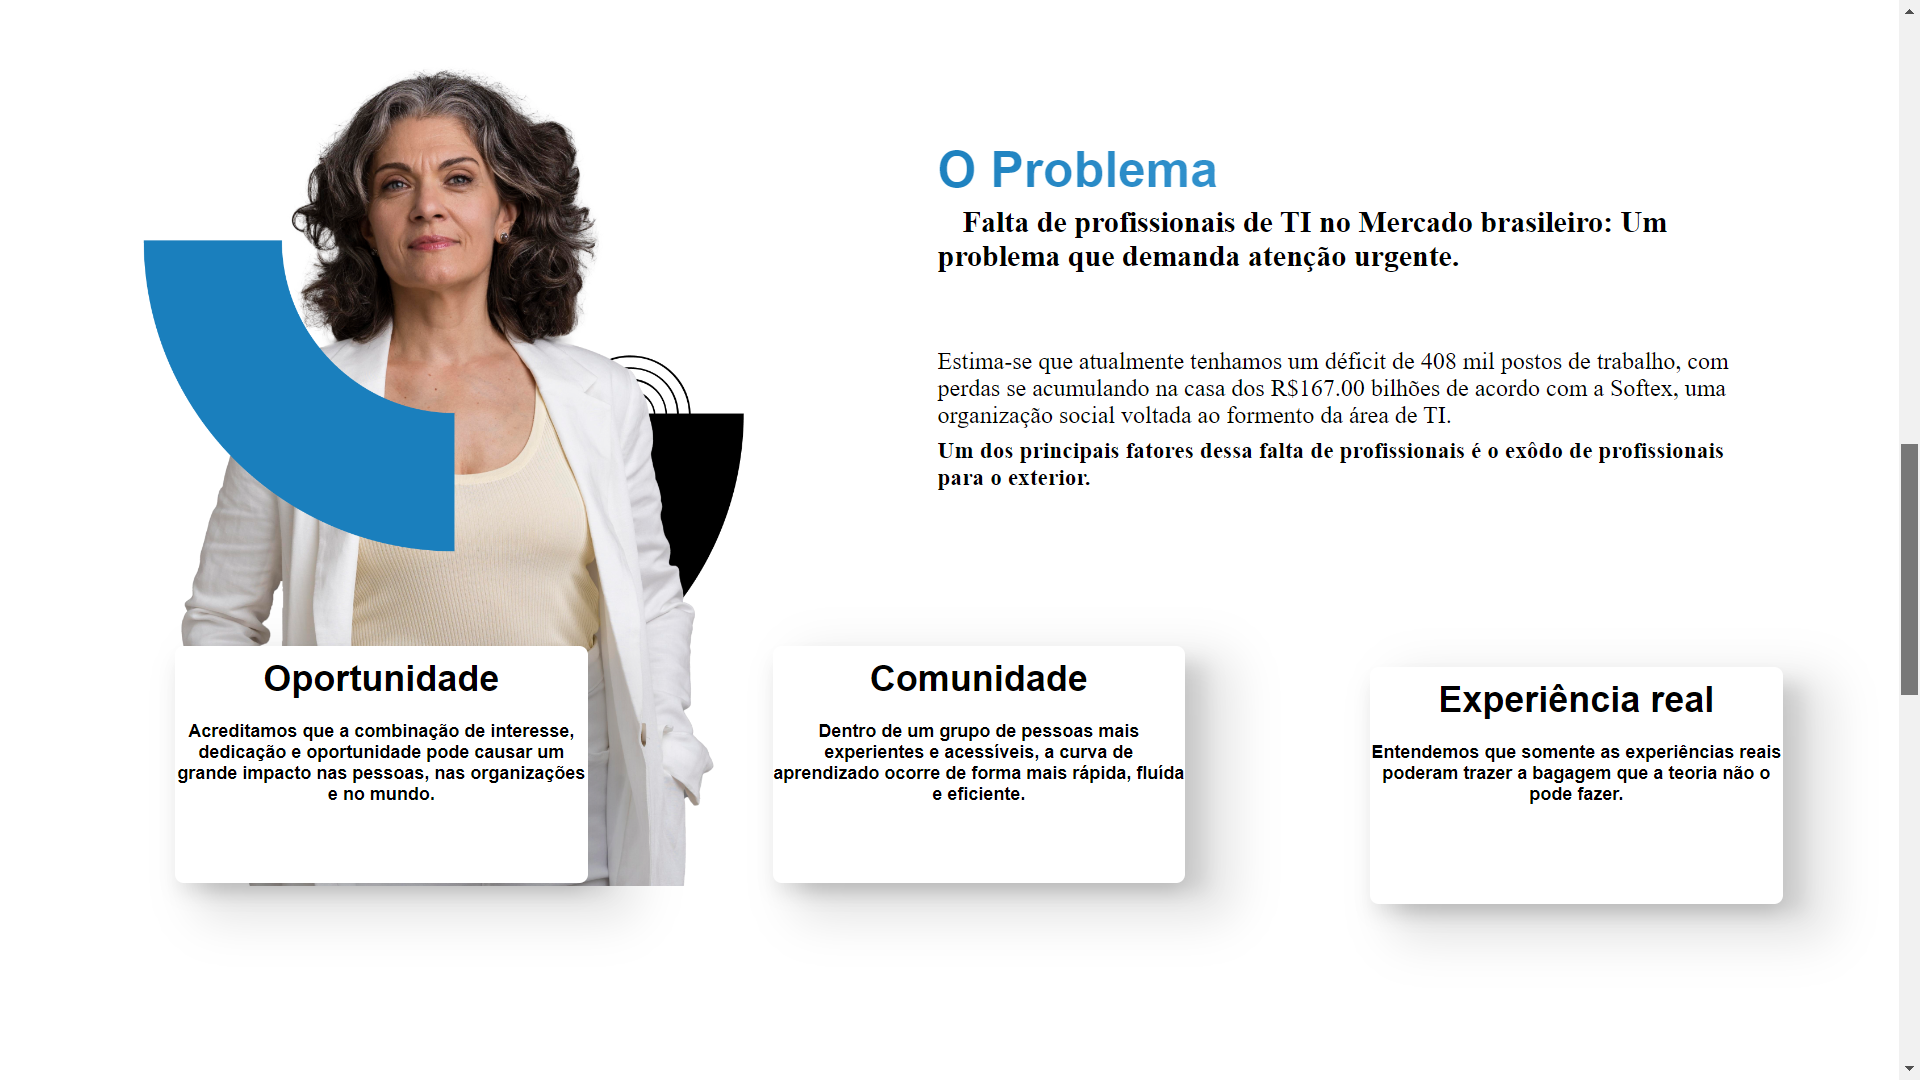 O Problema
Falta de profissionais de TI no Mercado brasileiro: Um
problema que demanda atenção urgente.
Estima-se que atualmente tenhamos um déficit de 408 mil postos de trabalho, com
perdas se acumulando na casa dos R$167.00 bilhões de acordo com a Softex, uma
organização social voltada ao formento da área de TI.
Um dos principais fatores dessa falta de profissionais é o exôdo de profissionais
para o exterior.
Oportunidade
Acreditamos que a combinação de interesse,
dedicação e oportunidade pode causar um
grande impacto nas pessoas, nas organizações
e no mundo.
Comunidade
Dentro de um grupo de pessoas mais
experientes e acessíveis, a curva de
aprendizado ocorre de forma mais rápida, fluída
e eficiente.
Experiência real
Entendemos que somente as experiências reais
poderam trazer a bagagem que a teoria não o
pode fazer.